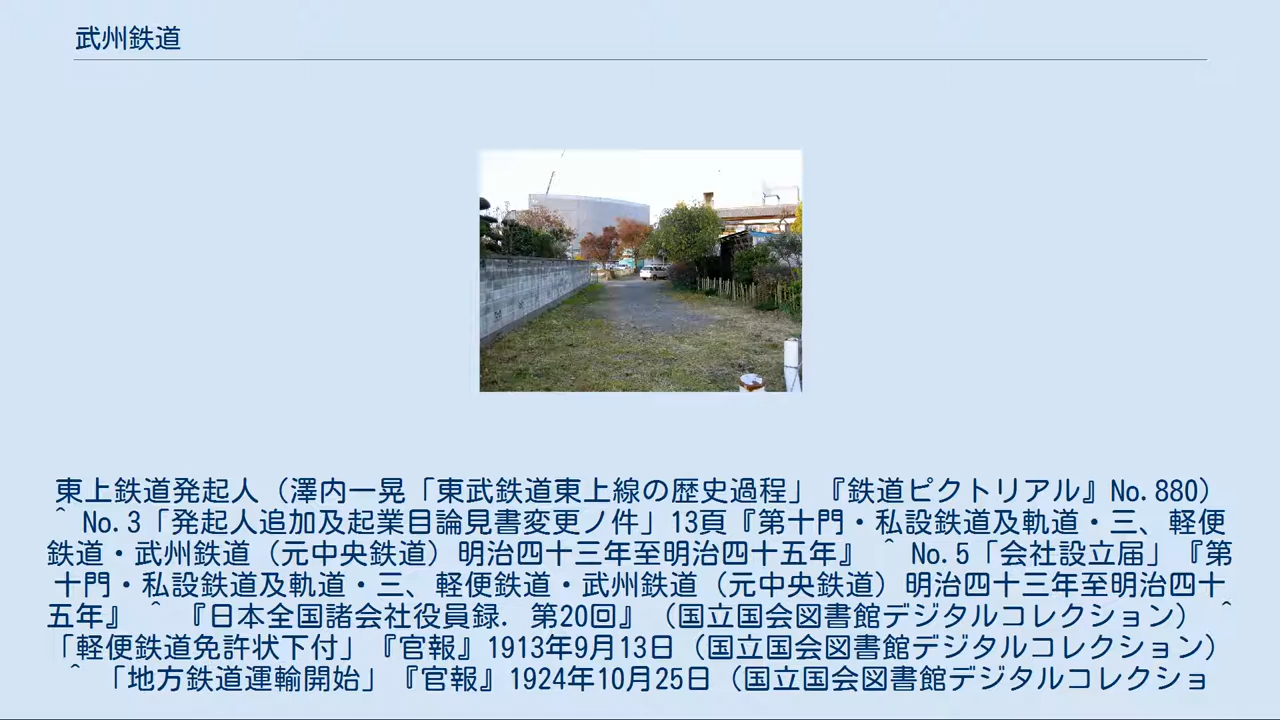 武州鉄道
東上鉄道発起人（澤内一晃「東武鉄道東上線の歴史過程」『鉄道ピクトリアル』No.880）
^ No.3「発起人追加及起業目論見書変更ノ件」13頁『第十門・私設鉄道及軌道・三、軽便
鉄道・武州鉄道（元中央鉄道）明治四十三年至明治四十五年』 ^ No.5「会社設立届」『第
十門・私設鉄道及軌道・三、軽便鉄道・武州鉄道（元中央鉄道）明治四十三年至明治四十
五年』 ^ 『日本全国諸会社役員録. 第20回』（国立国会図書館デジタルコレクション） ^
「軽便鉄道免許状下付」『官報』1913年9月13日（国立国会図書館デジタルコレクション）
^ 「地方鉄道運輸開始」『官報』1924年10月25日（国立国会図書館デジタルコレクショ